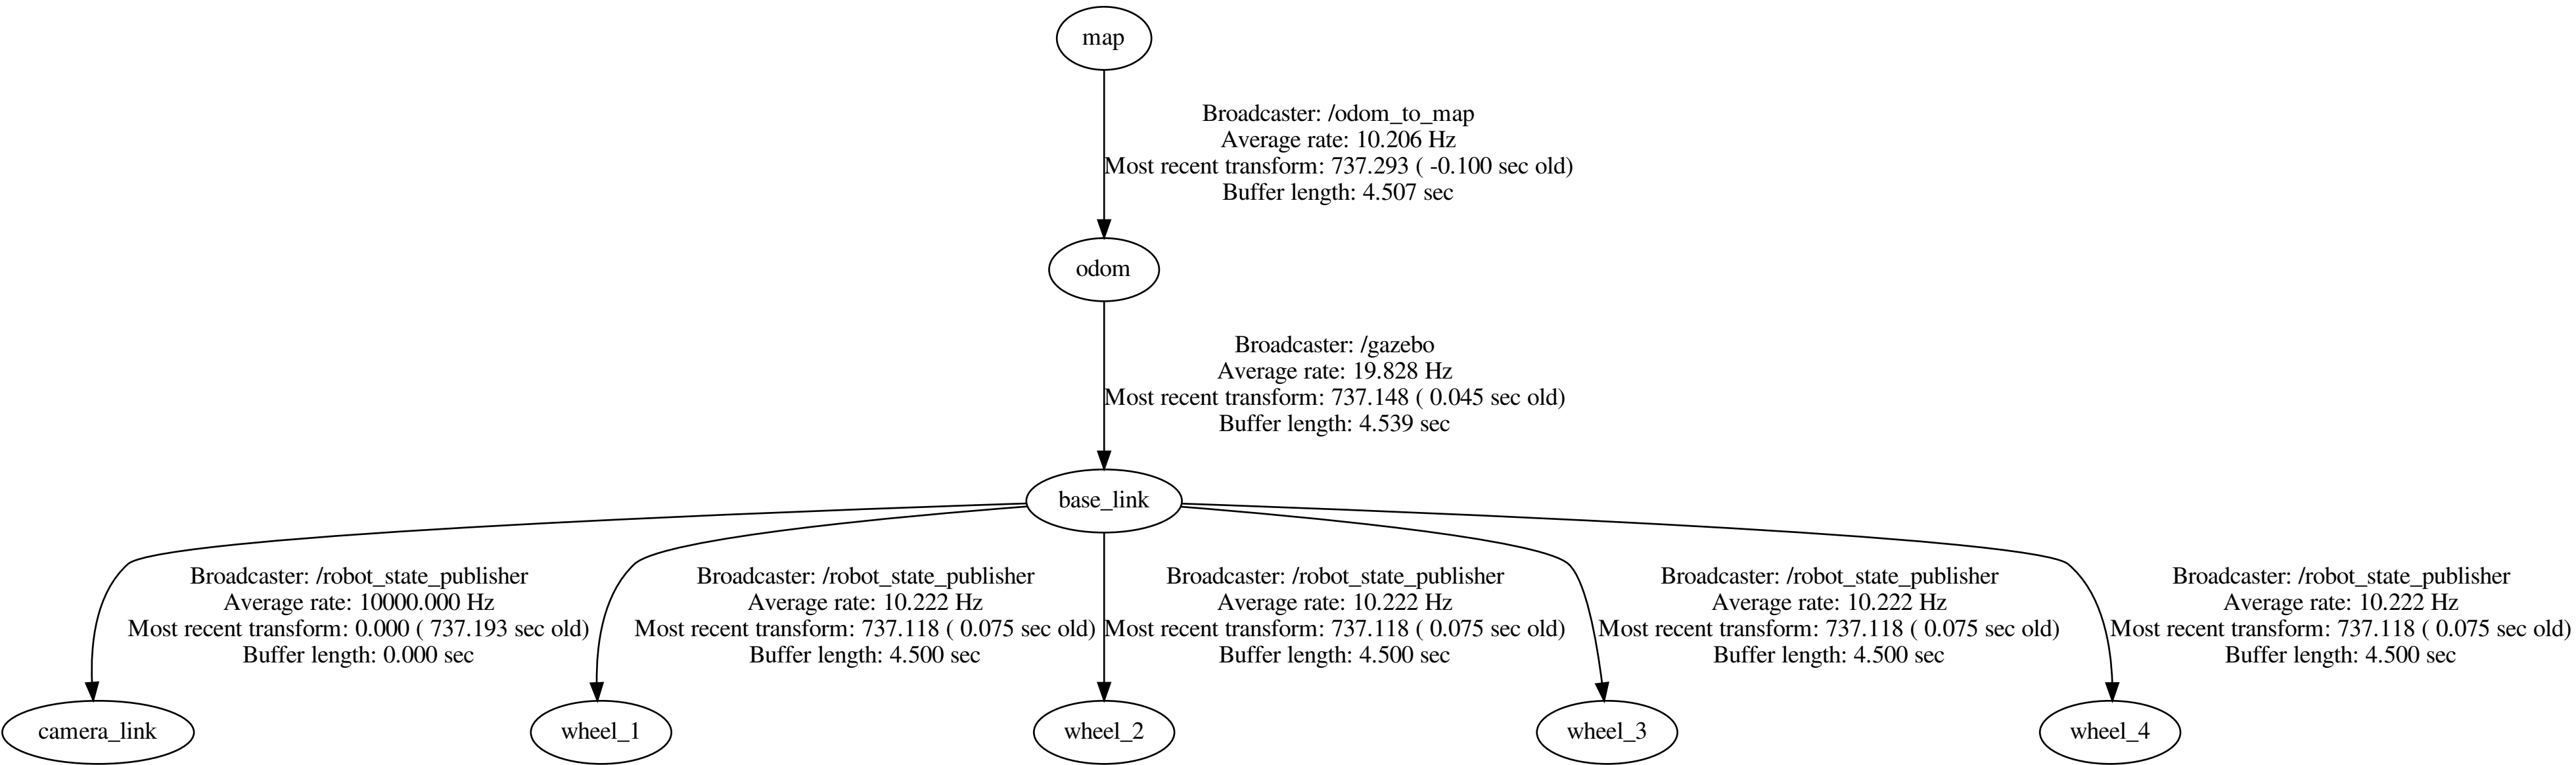 map
Broadcaster: /odom_to_map
Average rate: 10.206 Hz
Most recent transform: 737.293 ( -0.100 sec old)
Buffer length: 4.507 sec
odom
Broadcaster: /gazebo
Average rate: 19.828 Hz
Most recent transform: 737.148 ( 0.045 sec old)
Buffer length: 4.539 sec
base_link
Broadcaster: /robot_state_publisher
Average rate: 10000.000 Hz
Most recent transform: 0.000 ( 737.193 sec old)
Buffer length: 0.000 sec
Broadcaster: /robot_state_publisher
Average rate: 10.222 Hz
Most recent transform: 737.118 ( 0.075 sec old)
Buffer length: 4.500 sec
Broadcaster: /robot_state_publisher
Average rate: 10.222 Hz
Most recent transform: 737.118 ( 0.075 sec old)
Buffer length: 4.500 sec
Broadcaster: /robot_state_publisher
Average rate: 10.222 Hz
Most recent transform: 737.118 ( 0.075 sec old)
Buffer length: 4.500 sec
Broadcaster: /robot_state_publisher
Average rate: 10.222 Hz
Most recent transform: 737.118 ( 0.075 sec old)
Buffer length: 4.500 sec
camera_link
wheel_1
wheel_2
wheel_3
wheel_4